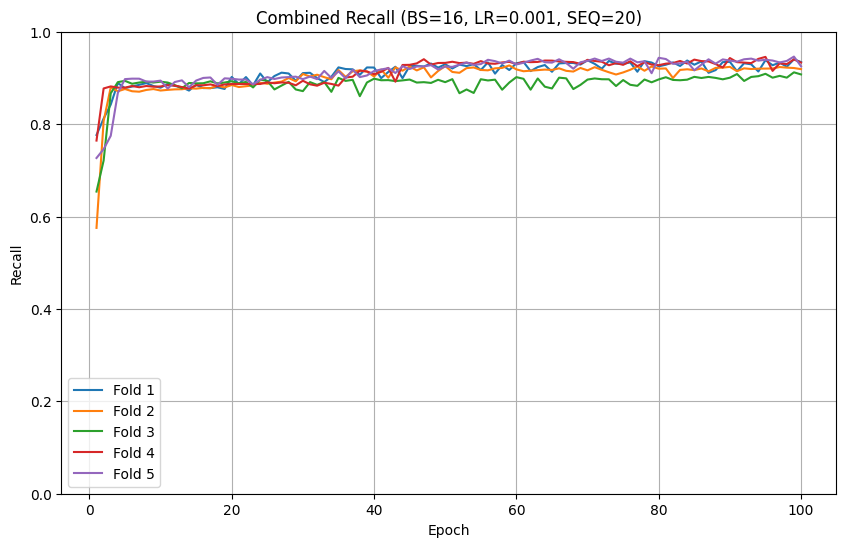 Combined Recall (BS=16, LR=0.001, SEQ=20)
1.0
0.8
0.6
0.4
0.2
0.0
Recall
Fold 1
Fold 2
Fold 3
Fold 4
Fold 5
0 20 40 60 80 100
Epoch